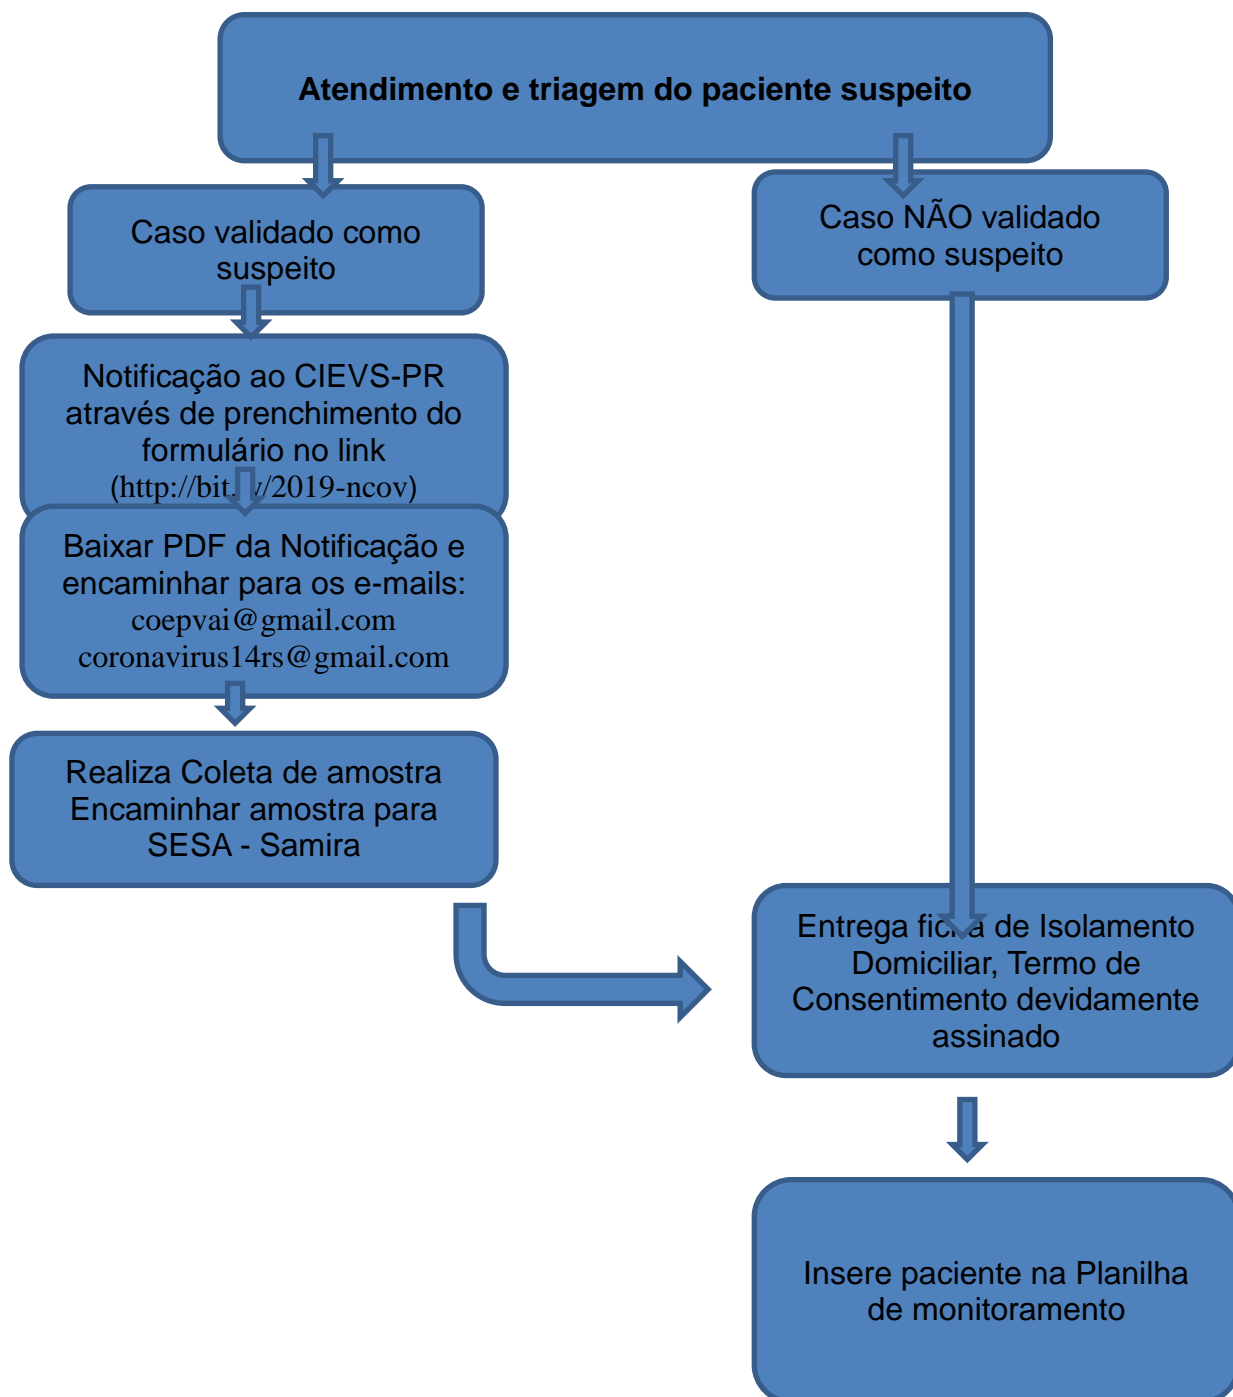 Atendimento e triagem do paciente suspeito
Caso validado como
suspeito
Caso NÃO validado
como suspeito
Notificação ao CIEVS-PR
através de prenchimento do
formulário no link
Baixar PDF da Notificação e
encaminhar para os e-mails:
coepvai@gmail.com
coronavirus14rs@gmail.com
Realiza Coleta de amostra
Encaminhar amostra para
SESA - Samira
Entrega de Isolamento
Domiciliar, Termo de
Consentimento devidamente
assinado
Insere paciente na Planilha
de monitoramento